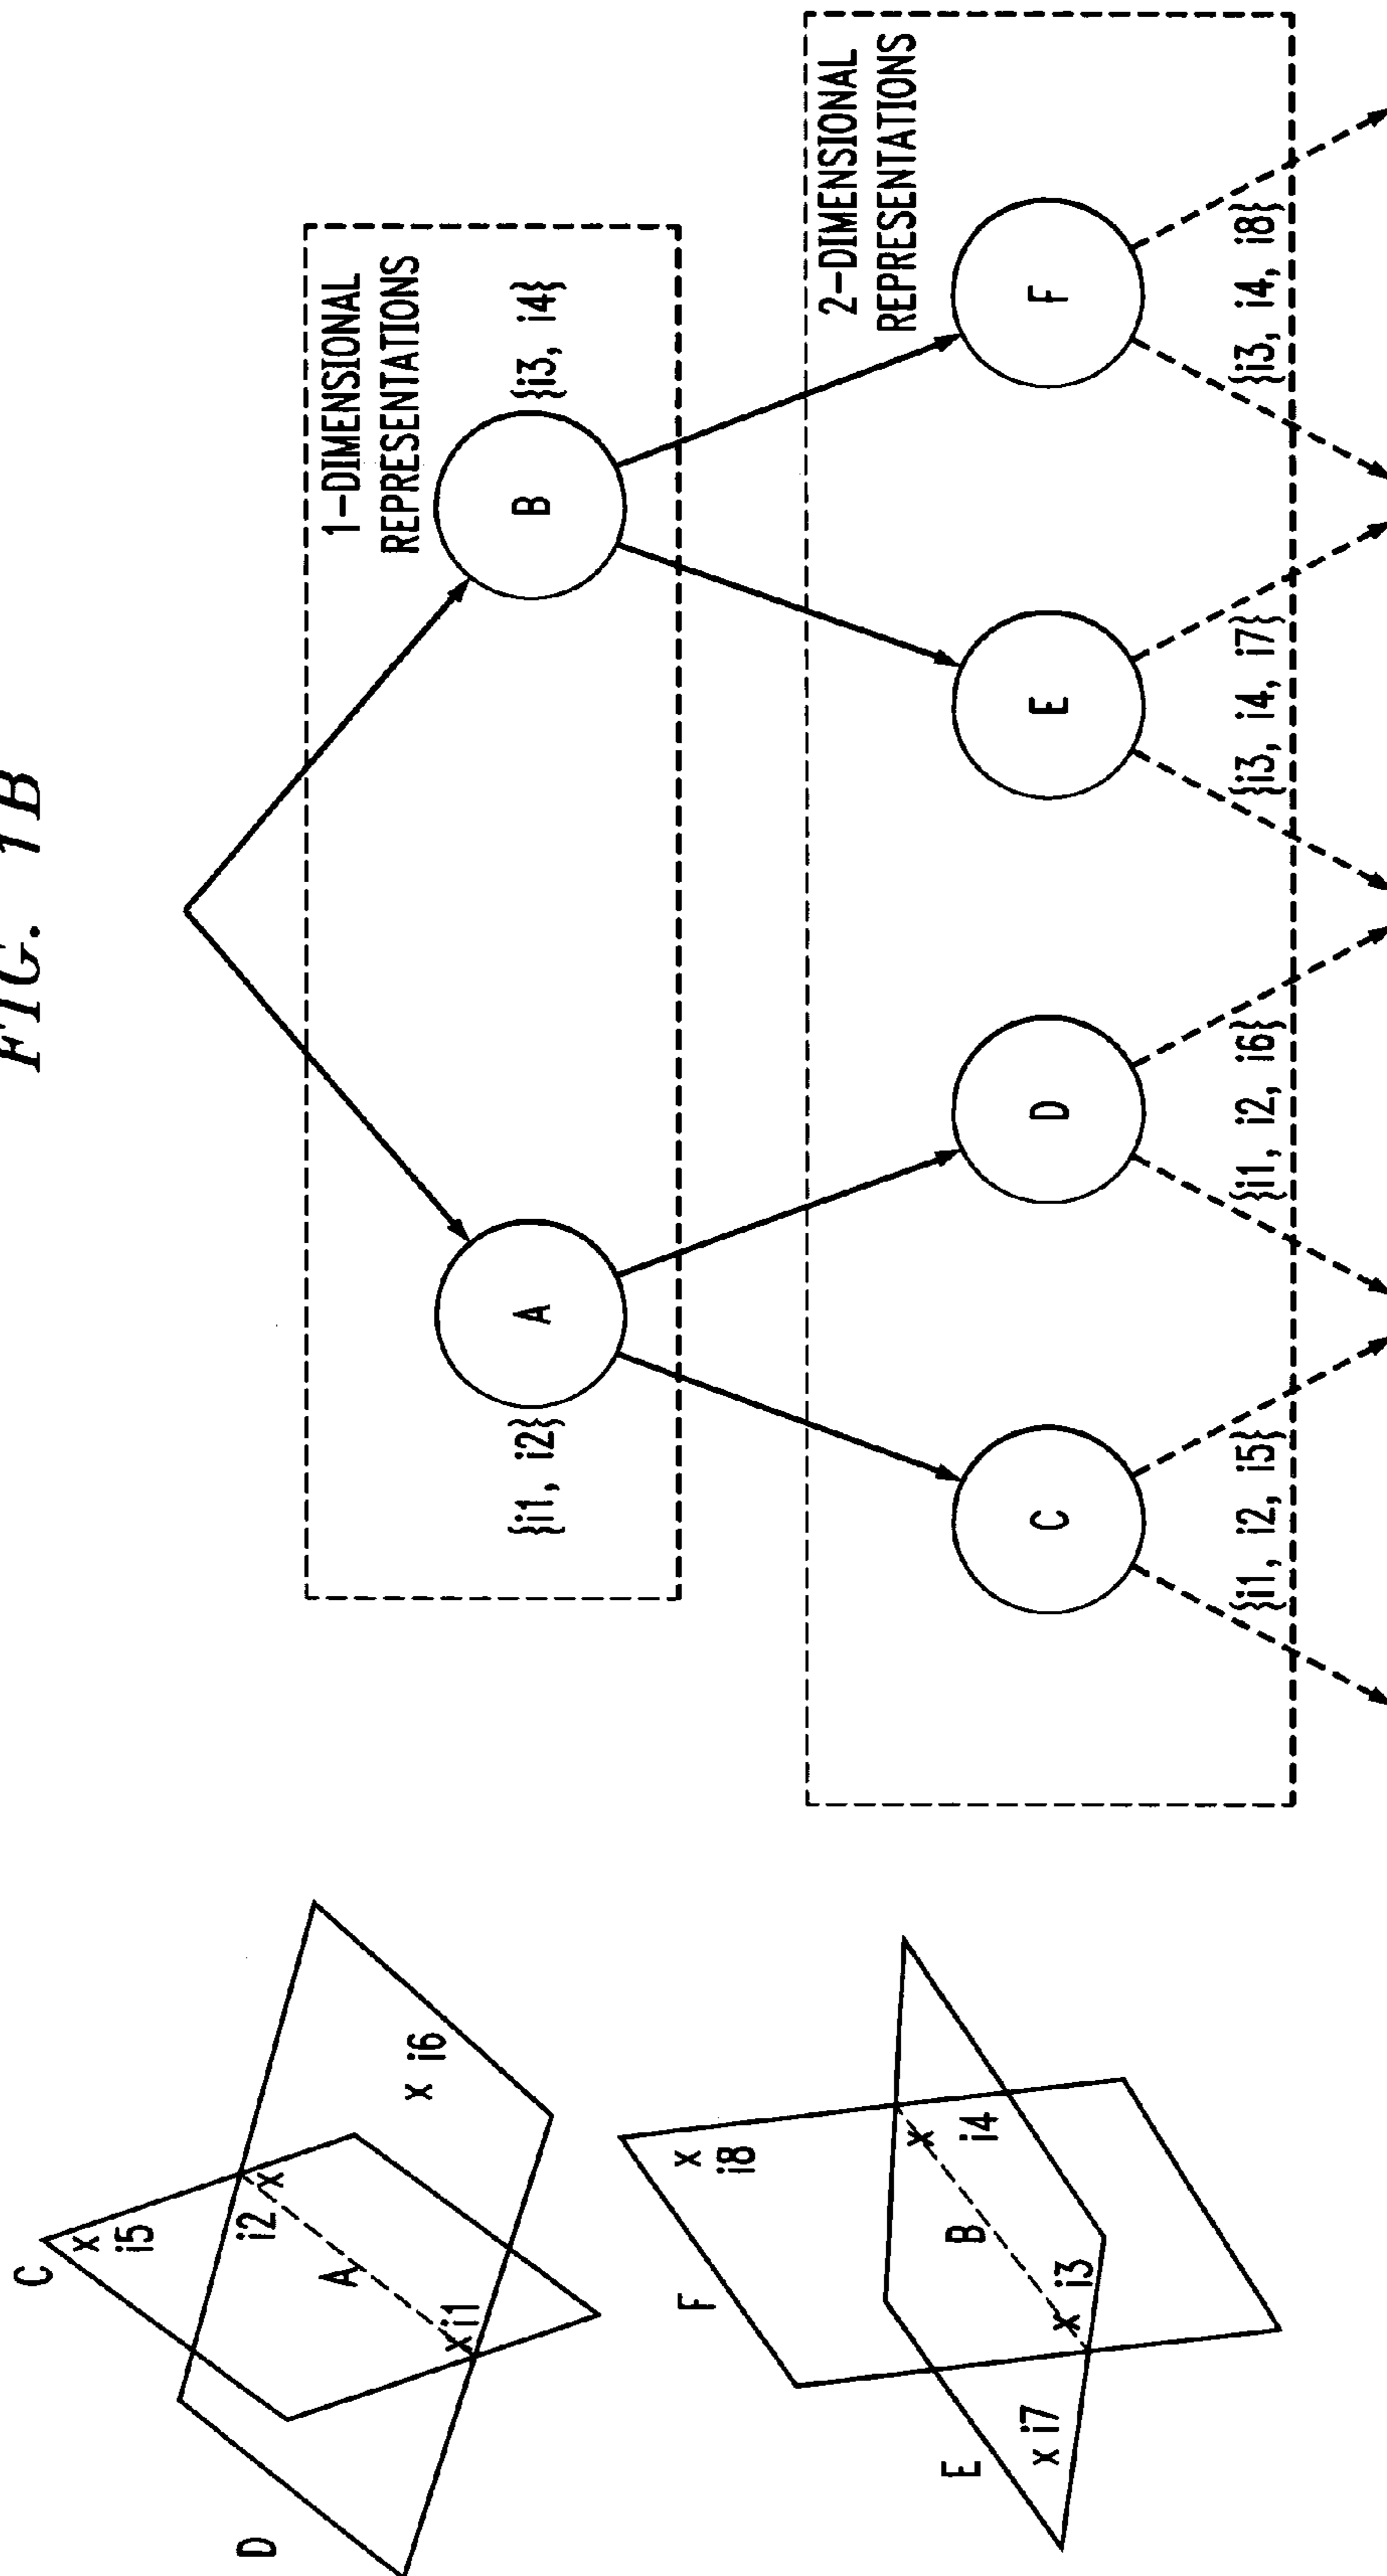 FIG. 1B
C
x i5
i2 x
A
x i1
D
x i6
F
x
i8
x
i4
B
x i3
E
x i7
1-DIMENSIONAL
REPRESENTATIONS
{i1, i2}
A
B
{i3, i4}
2-DIMENSIONAL
REPRESENTATIONS
C
D
E
F
{i1, i2, i5}
{i1, i2, i6}
{i3, i4, i7}
{i3, i4, i8}